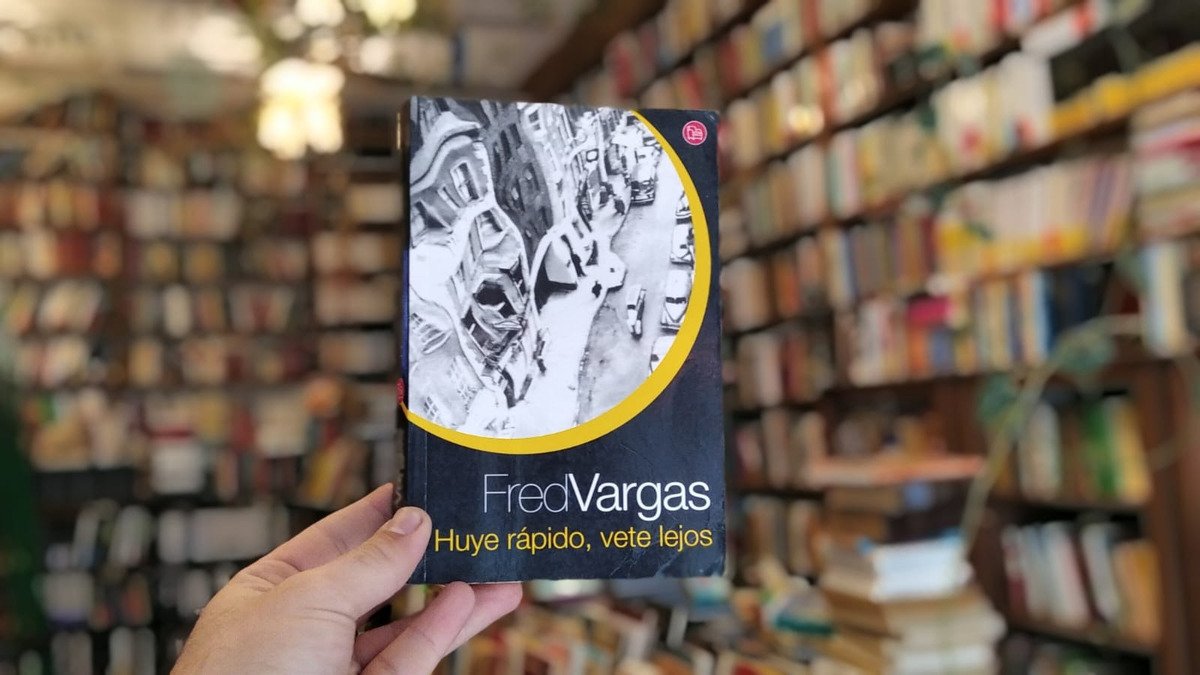 FredVargas
Huye rápido, vete lejos